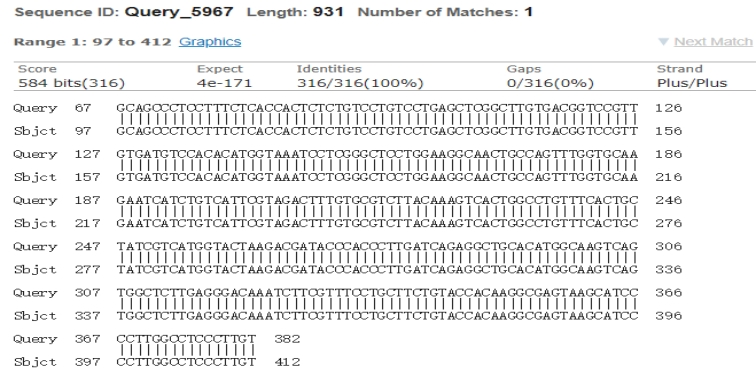 Sequence ID: Query_5967 Length: 931 Number of Matches: 1
Range 1: 97 to 412 Graphics ▼ Next Match
Score Expect Identities Gaps Strand
584 bits(316) 4e-171 316/316(100%) 0/316(0%) Plus/Plus
Query 67 GCAGCCCTCCTTTCTCACCACTCTCTGTCCTGTCCTGAGCTCGGCTTGTGACGGTCCGTT 126
Sbjct 97 GCAGCCCTCCTTTCTCACCACTCTCTGTCCTGTCCTGAGCTCGGCTTGTGACGGTCCGTT 156
Query 127 GTGATGTCCACACATGGTAAATCCTCGGGCTCCTGGAAGGCAACTGCCAGTTTGGTGCAA 186
Sbjct 157 GTGATGTCCACACATGGTAAATCCTCGGGCTCCTGGAAGGCAACTGCCAGTTTGGTGCAA 216
Query 187 GAATCATCTGTCATTCGTAGACTTTGTGCGTCTTACAAAGTCACTGGCCTGTTTCACTGC 246
Sbjct 217 GAATCATCTGTCATTCGTAGACTTTGTGCGTCTTACAAAGTCACTGGCCTGTTTCACTGC 276
Query 247 TATCGTCATGGTACTAAGACGATACCCACCCTTGATCAGAGGCTGCACATGGCAAGTCAG 306
Sbjct 277 TATCGTCATGGTACTAAGACGATACCCACCCTTGATCAGAGGCTGCACATGGCAAGTCAG 336
Query 307 TGGCTCTTGAGGGACAAATCTTCGTTTCCTGCTTCTGTACCACAAGGCGAGTAAGCATCC 366
Sbjct 337 TGGCTCTTGAGGGACAAATCTTCGTTTCCTGCTTCTGTACCACAAGGCGAGTAAGCATCC 396
Query 367 CCTTGGCCTCCCTTGT 382
Sbjct 397 CCTTGGCCTCCCTTGT 412